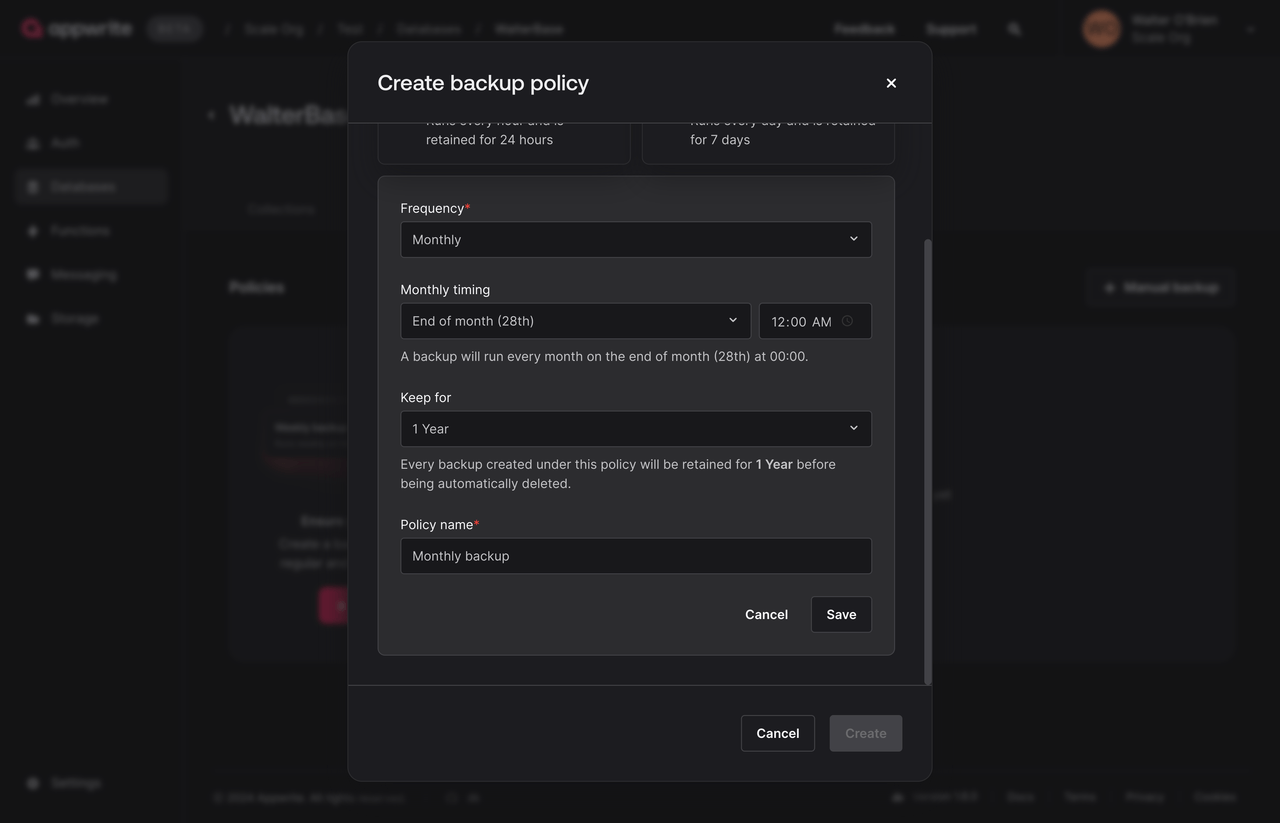 appwrite
BETA
/ Scale Org / Test / Databases / WalterBase
Feedback
Support
Walter O'Brien
Scale Org
Create backup policy
Overview
Auth
Databases
Functions
Messaging
Storage
Settings
WalterBas
Collections
Policies
Manual backup
Runs every hour and is
retained for 24 hours
Runs every day and is retained
for 7 days
Frequency*
Monthly
Monthly timing
End of month (28th)
12:00 AM
A backup will run every month on the end of month (28th) at 00:00.
Keep for
1 Year
Every backup created under this policy will be retained for 1 Year before
being automatically deleted.
Policy name*
Monthly backup
Cancel
Save
Cancel
Create
© 2024 Appwrite. All rights reserved.
Docs
Terms
Privacy
Cookies